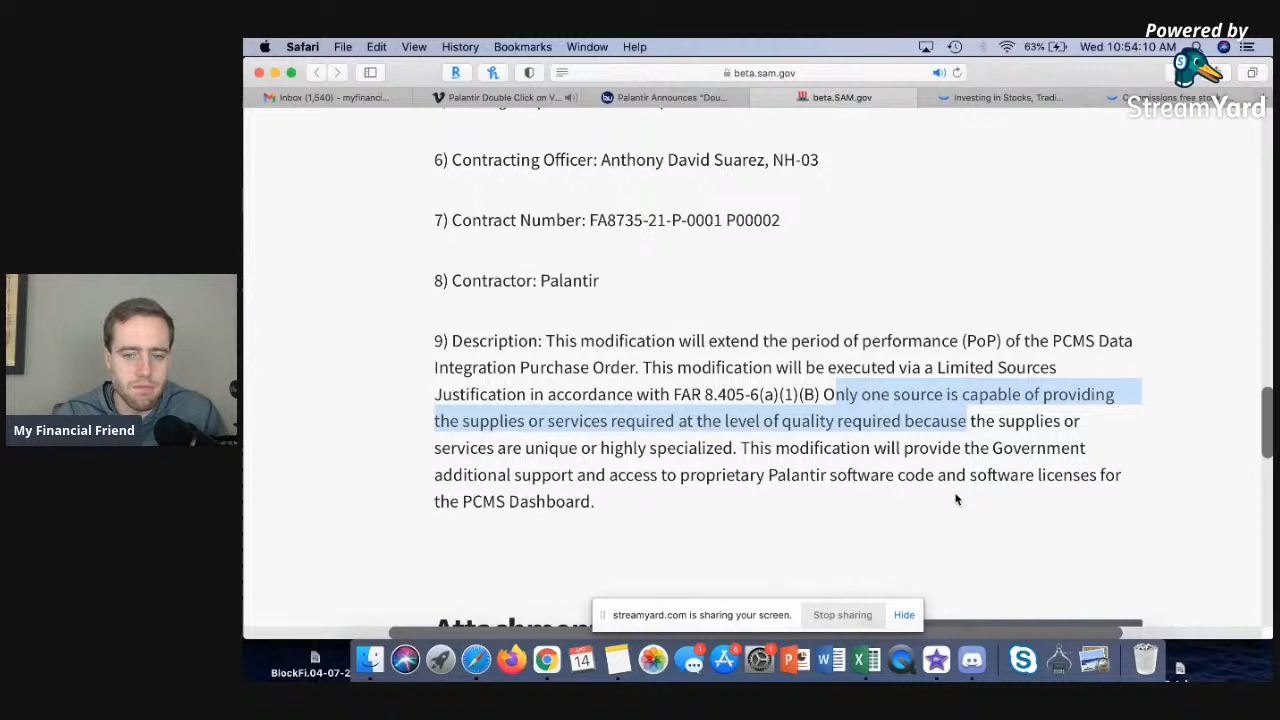 Powered by
StreamYard
Safari File Edit View History Bookmarks Window Help 63% Wed 10:54:10 AM
beta.sam.gov
Inbox (1,540) - myfinanci... Palantir Double Click on V... Palantir Announces “Dou... beta.SAM.gov Investing in Stocks, Tradi...
6) Contracting Officer: Anthony David Suarez, NH-03
7) Contract Number: FA8735-21-P-0001 P00002
8) Contractor: Palantir
9) Description: This modification will extend the period of performance (PoP) of the PCMS Data
Integration Purchase Order. This modification will be executed via a Limited Sources
Justification in accordance with FAR 8.405-6(a)(1)(B) Only one source is capable of providing
the supplies or services required at the level of quality required because the supplies or
services are unique or highly specialized. This modification will provide the Government
additional support and access to proprietary Palantir software code and software licenses for
the PCMS Dashboard.
My Financial Friend
streamyard.com is sharing your screen. Stop sharing Hide
14
BlockFi.04-07-2